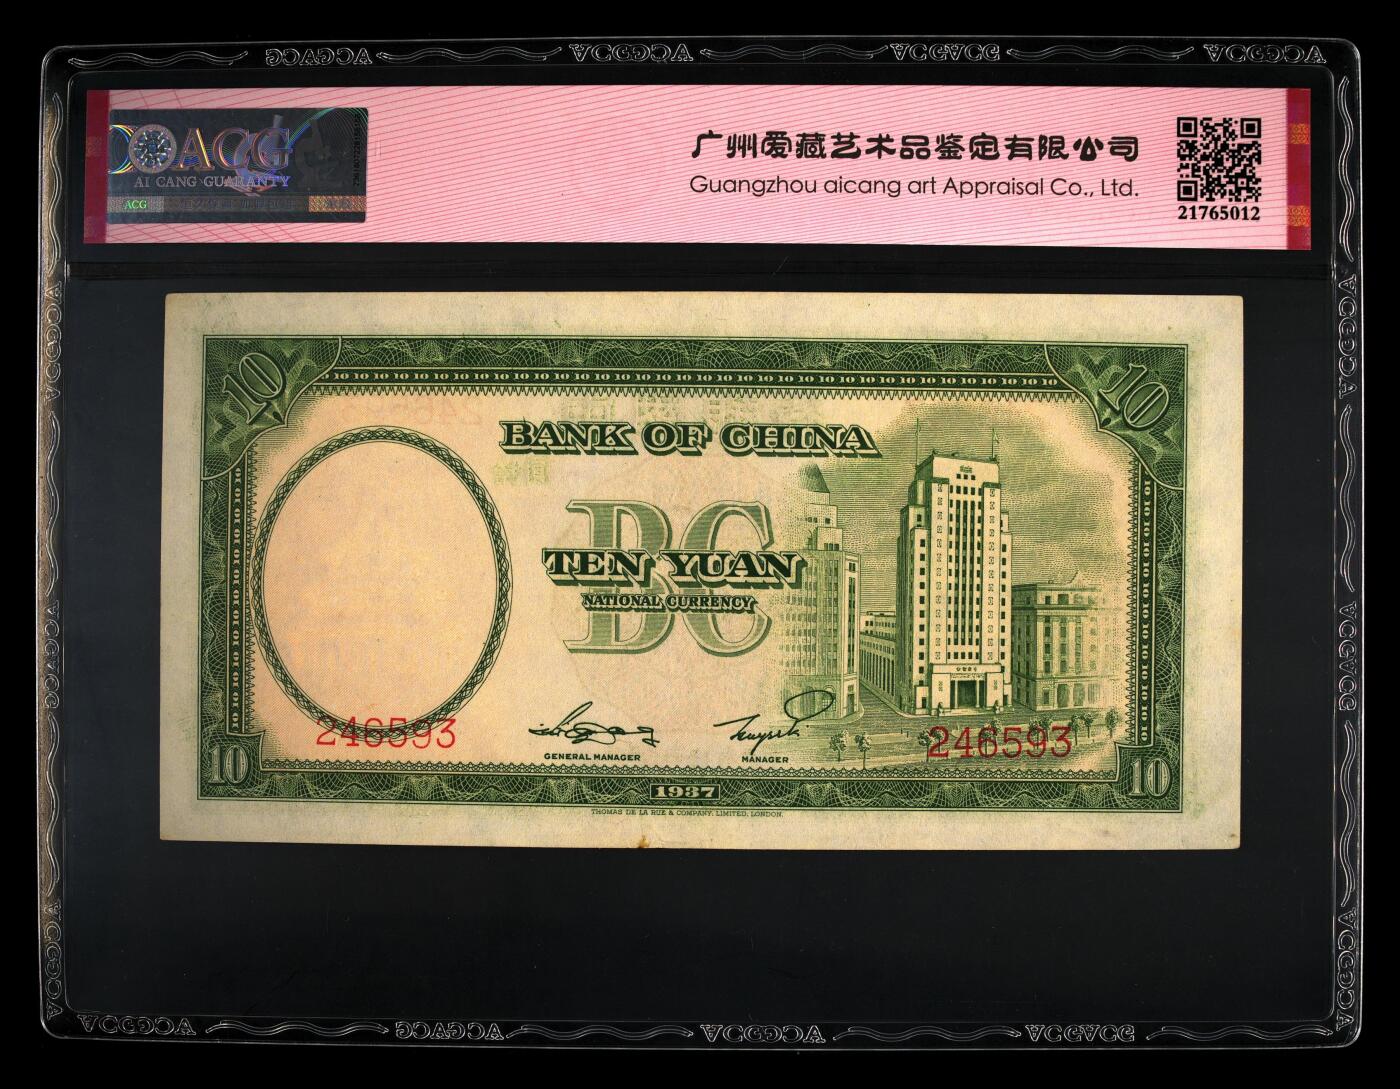 ACG
AI CANG GUARANTY
ACG
广州爱藏艺术品鉴定有限公司
Guangzhou aicang art Appraisal Co., Ltd.
21765012
10
10
BANK OF CHINA
BC
TEN YUAN
NATIONAL CURRENCY
246593
246593
GENERAL MANAGER
MANAGER
10
10
1937
THOMAS DE LA RUE & COMPANY, LIMITED, LONDON.